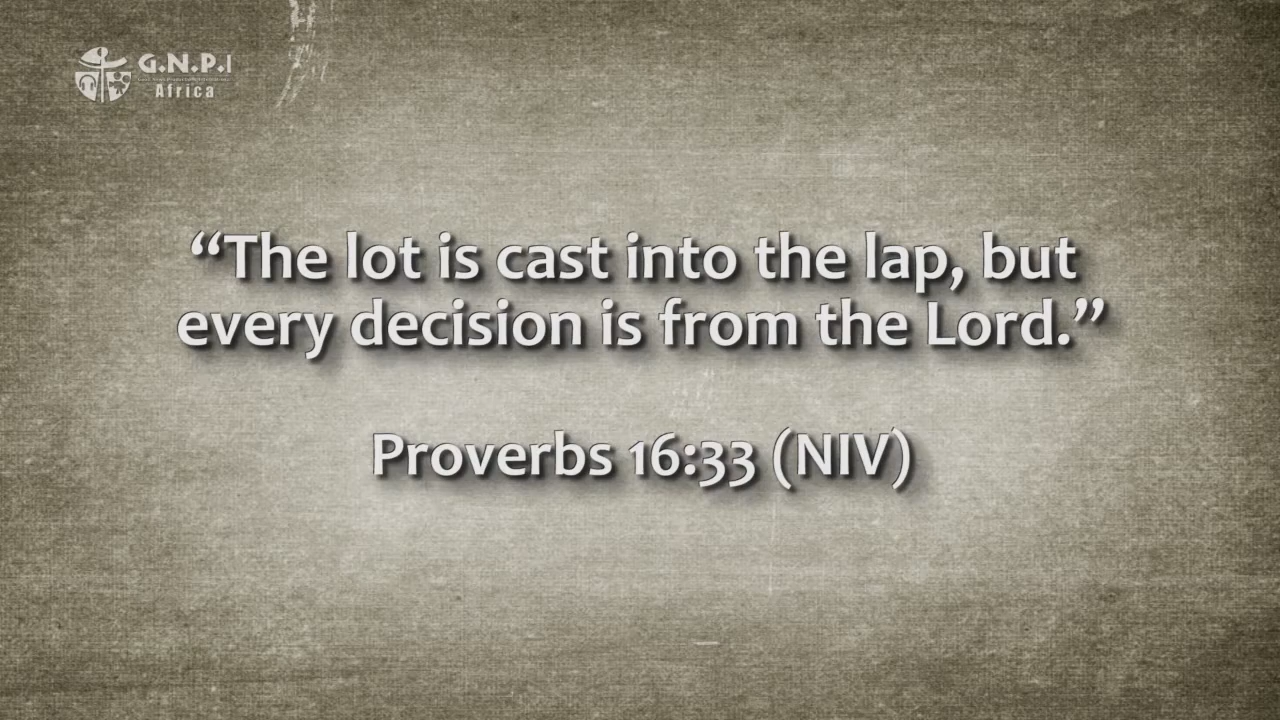 G.N.P.I
Africa
“The lot is cast into the lap, but
every decision is from the Lord.”
Proverbs 16:33 (NIV)